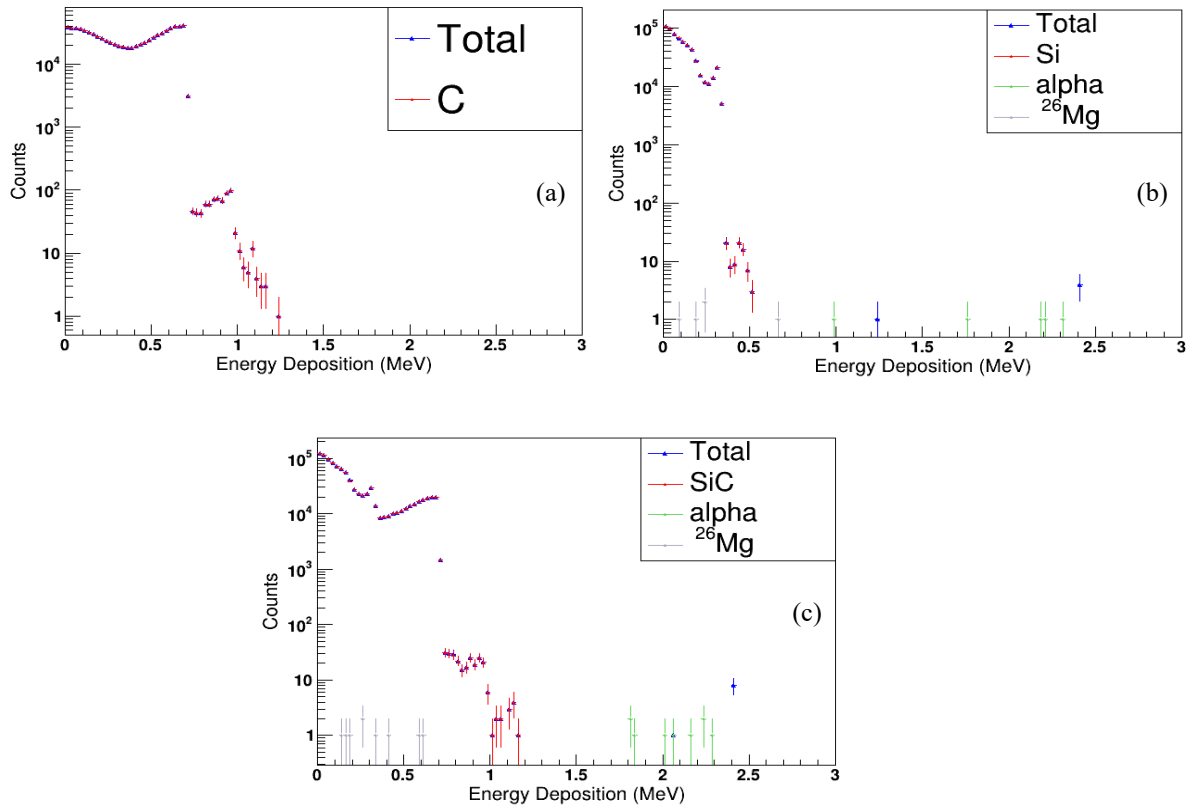 Counts
10⁴
10³
10²
10
1
0 0.5 1 1.5 2 2.5 3
Energy Deposition (MeV)
Total
C
(a)
Counts
10⁵
10⁴
10³
10²
10
1
0 0.5 1 1.5 2 2.5 3
Energy Deposition (MeV)
Total
Si
alpha
²⁶Mg
(b)
Counts
10⁵
10⁴
10³
10²
10
1
0 0.5 1 1.5 2 2.5 3
Energy Deposition (MeV)
Total
SiC
alpha
²⁶Mg
(c)